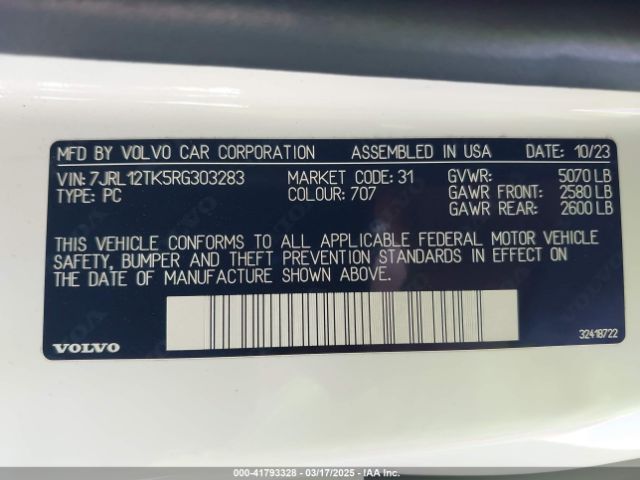 MFD BY VOLVO CAR CORPORATION ASSEMBLED IN USA DATE: 10/23
VIN: 7JRL12TK5RG303283 MARKET CODE: 31 GVWR: 5070 LB
TYPE: PC COLOUR: 707 GAWR FRONT: 2580 LB
GAWR REAR: 2600 LB
THIS VEHICLE CONFORMS TO ALL APPLICABLE FEDERAL MOTOR VEHICLE
SAFETY, BUMPER AND THEFT PREVENTION STANDARDS IN EFFECT ON
THE DATE OF MANUFACTURE SHOWN ABOVE.
VOLVO 32418722
000-41793328 — 03/17/2025 — IAAI.COM